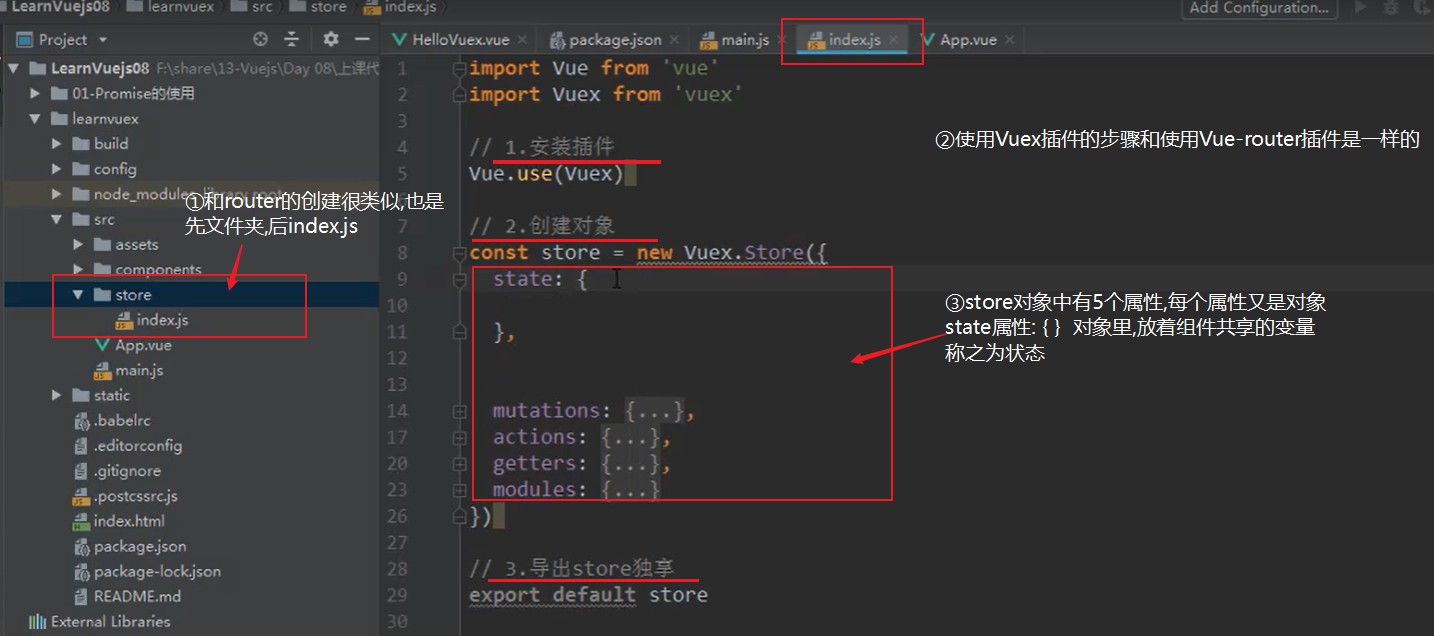 LearnVuejs08 learnvuex src store index.js
Add Configuration...
Project
HelloVuex.vue package.json main.js index.js App.vue
LearnVuejs08 F:\share\13-Vuejs\Day 08\上课代
01-Promise的使用
learnvuex
build
config
node_modules library root
src
assets
components
store
index.js
App.vue
main.js
static
.babelrc
.editorconfig
.gitignore
.postcssrc.js
index.html
package.json
package-lock.json
README.md
External Libraries
①和router的创建很类似,也是
先文件夹,后index.js
1 import Vue from 'vue'
2 import Vuex from 'vuex'
3
4 // 1.安装插件
5 Vue.use(Vuex)
7 // 2.创建对象
8 const store = new Vuex.Store({
9 state: {
10
11 },
12
13
14 mutations: {...},
17 actions: {...},
20 getters: {...},
23 modules: {...}
26 })
27
28 // 3.导出store独享
29 export default store
30
②使用Vuex插件的步骤和使用Vue-router插件是一样的
③store对象中有5个属性,每个属性又是对象
state属性: { } 对象里,放着组件共享的变量
称之为状态